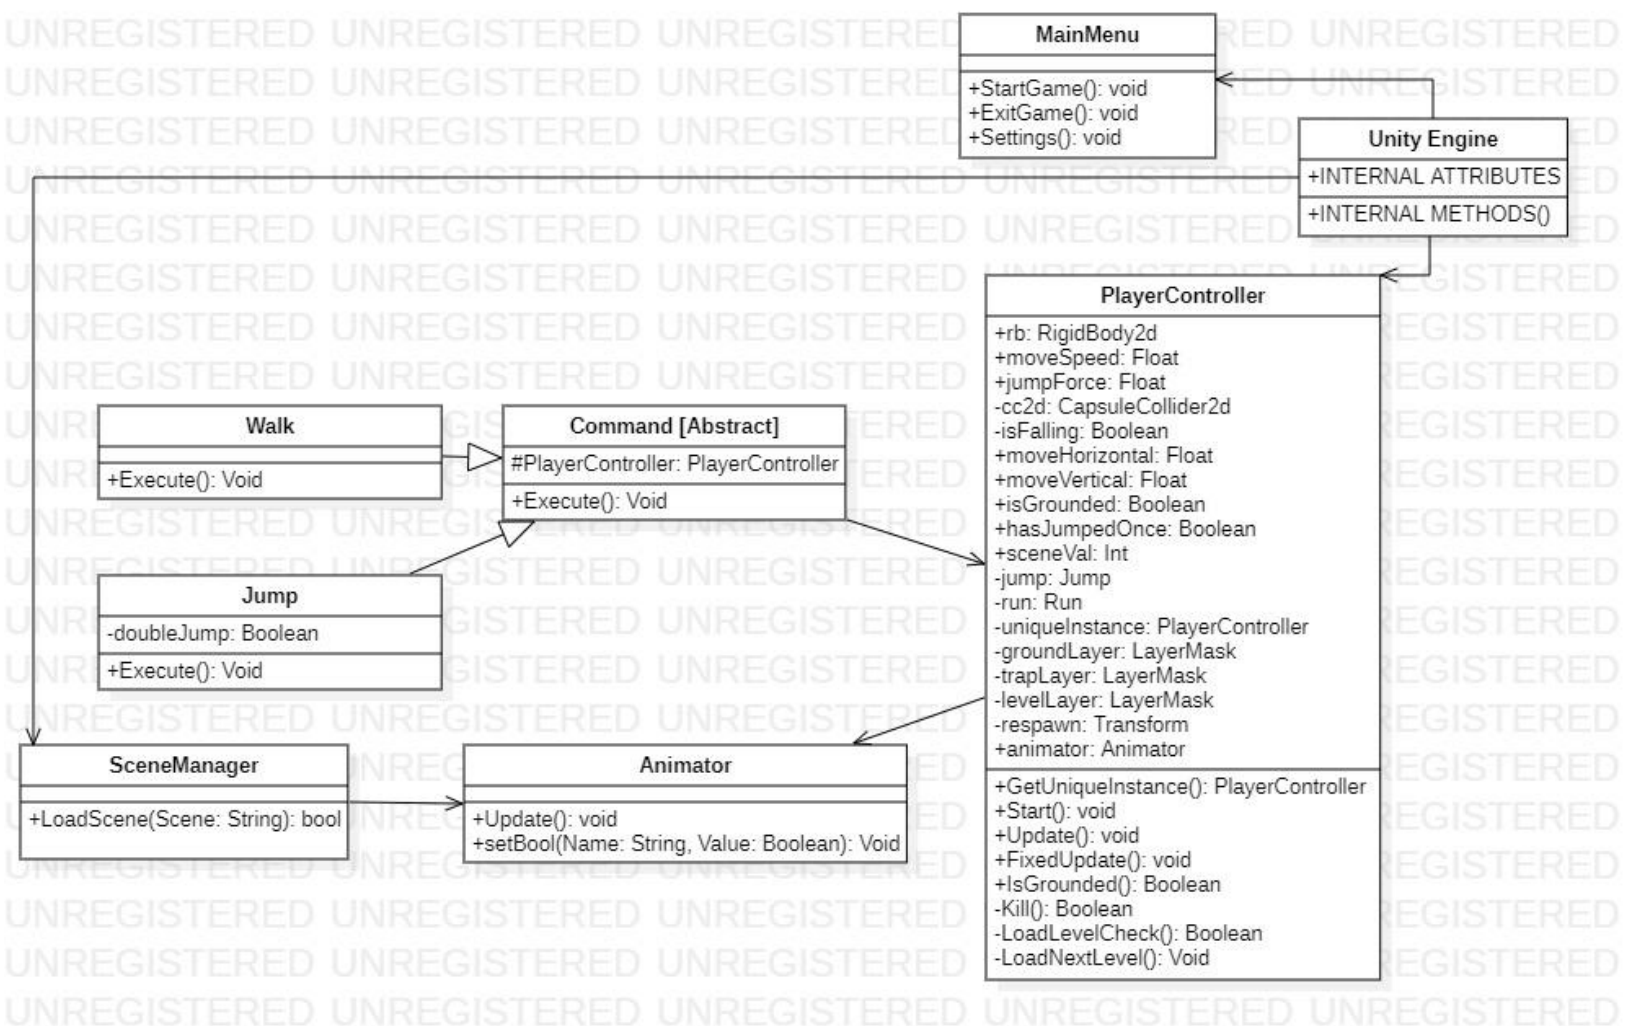 MainMenu
+StartGame(): void
+ExitGame(): void
+Settings(): void
Unity Engine
+INTERNAL ATTRIBUTES
+INTERNAL METHODS()
PlayerController
+rb: RigidBody2d
+moveSpeed: Float
+jumpForce: Float
-cc2d: CapsuleCollider2d
-isFalling: Boolean
+moveHorizontal: Float
+moveVertical: Float
+isGrounded: Boolean
+hasJumpedOnce: Boolean
+sceneVal: Int
-jump: Jump
-run: Run
-uniqueInstance: PlayerController
-groundLayer: LayerMask
-trapLayer: LayerMask
-levelLayer: LayerMask
-respawn: Transform
+animator: Animator
+GetUniqueInstance(): PlayerController
+Start(): void
+Update(): void
+FixedUpdate(): void
+IsGrounded(): Boolean
-Kill(): Boolean
-LoadLevelCheck(): Boolean
-LoadNextLevel(): Void
Walk
+Execute(): Void
Command [Abstract]
#PlayerController: PlayerController
+Execute(): Void
Jump
-doubleJump: Boolean
+Execute(): Void
SceneManager
+LoadScene(Scene: String): bool
Animator
+Update(): void
+setBool(Name: String, Value: Boolean): Void
UNREGISTERED UNREGISTERED UNREGISTERED UNREGISTERED UNREGISTERED